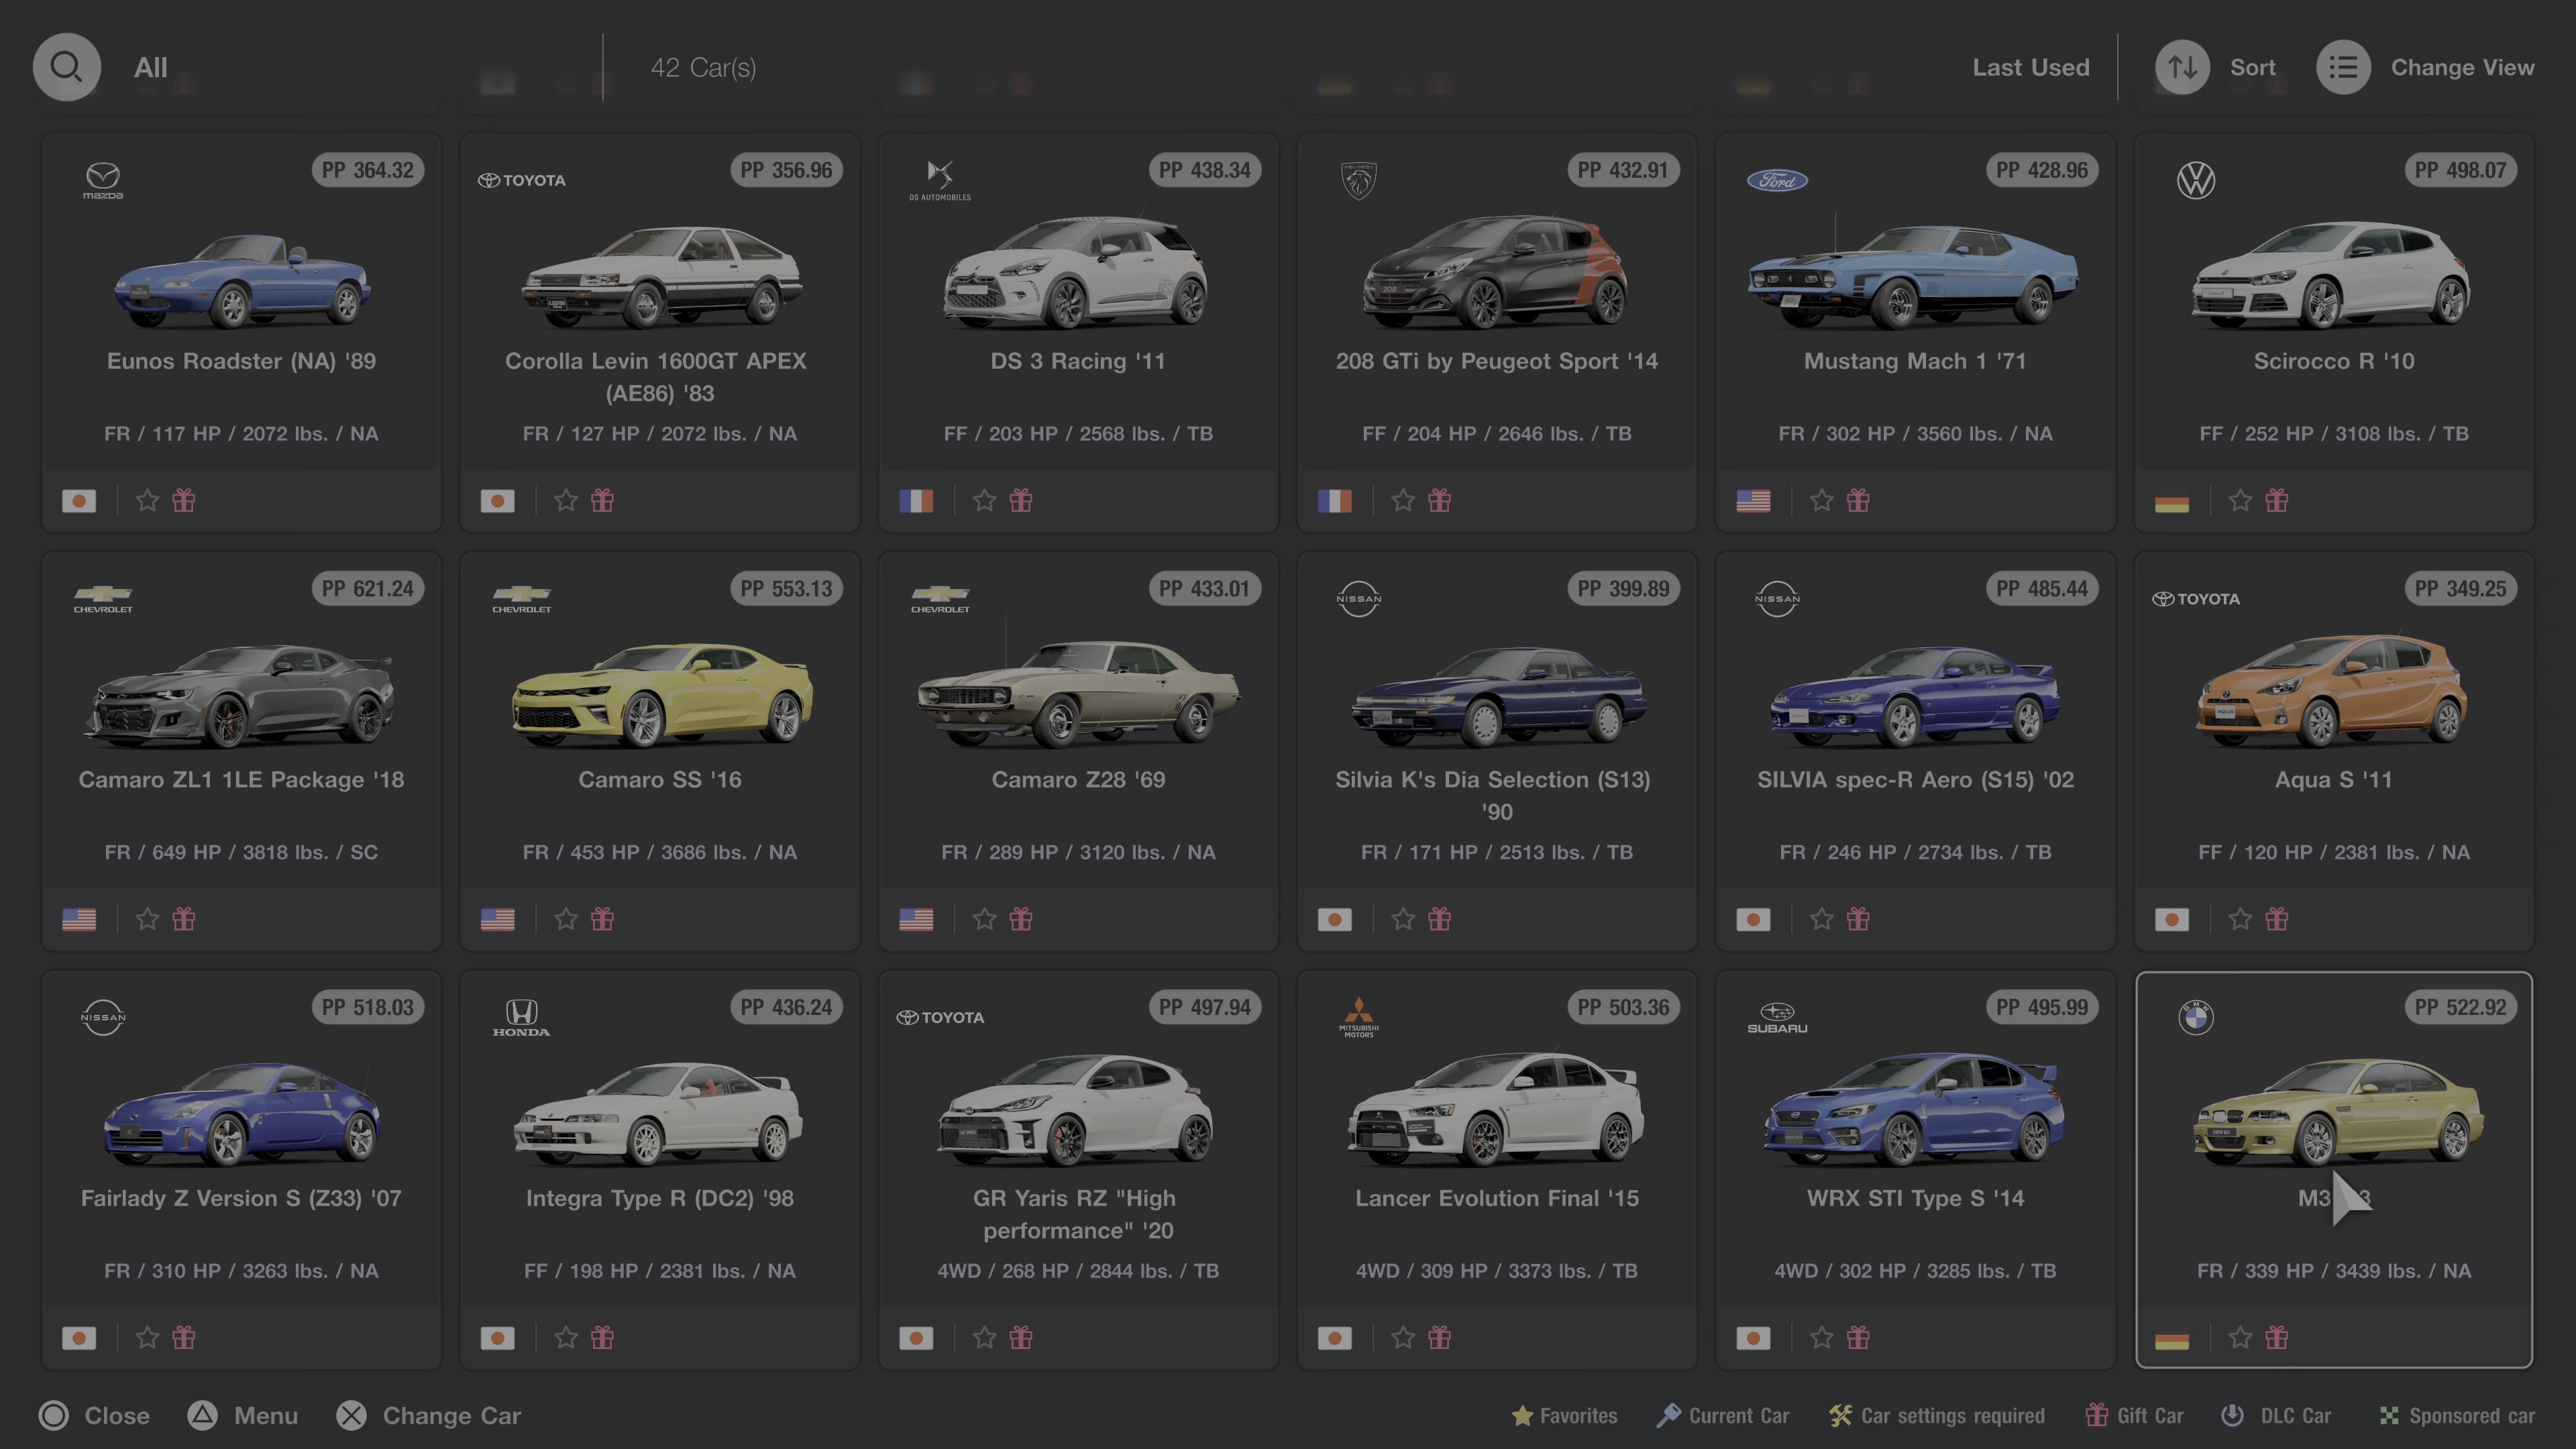 All
42 Car(s)
Last Used
Sort
Change View
mazda
PP 364.32
Eunos Roadster (NA) '89
FR / 117 HP / 2072 lbs. / NA
TOYOTA
PP 356.96
Corolla Levin 1600GT APEX
(AE86) '83
FR / 127 HP / 2072 lbs. / NA
DS AUTOMOBILES
PP 438.34
DS 3 Racing '11
FF / 203 HP / 2568 lbs. / TB
PP 432.91
208 GTi by Peugeot Sport '14
FF / 204 HP / 2646 lbs. / TB
Ford
PP 428.96
Mustang Mach 1 '71
FR / 302 HP / 3560 lbs. / NA
PP 498.07
Scirocco R '10
FF / 252 HP / 3108 lbs. / TB
CHEVROLET
PP 621.24
Camaro ZL1 1LE Package '18
FR / 649 HP / 3818 lbs. / SC
CHEVROLET
PP 553.13
Camaro SS '16
FR / 453 HP / 3686 lbs. / NA
CHEVROLET
PP 433.01
Camaro Z28 '69
FR / 289 HP / 3120 lbs. / NA
NISSAN
PP 399.89
Silvia K's Dia Selection (S13)
'90
FR / 171 HP / 2513 lbs. / TB
NISSAN
PP 485.44
SILVIA spec-R Aero (S15) '02
FR / 246 HP / 2734 lbs. / TB
TOYOTA
PP 349.25
AQUA
Aqua S '11
FF / 120 HP / 2381 lbs. / NA
NISSAN
PP 518.03
Fairlady Z Version S (Z33) '07
FR / 310 HP / 3263 lbs. / NA
HONDA
PP 436.24
Integra Type R (DC2) '98
FF / 198 HP / 2381 lbs. / NA
TOYOTA
PP 497.94
GR Yaris RZ "High
performance" '20
4WD / 268 HP / 2844 lbs. / TB
MITSUBISHI
MOTORS
PP 503.36
Lancer Evolution Final '15
4WD / 309 HP / 3373 lbs. / TB
SUBARU
PP 495.99
WRX STI Type S '14
4WD / 302 HP / 3285 lbs. / TB
BMW
PP 522.92
M3
FR / 339 HP / 3439 lbs. / NA
Close
Menu
Change Car
Favorites
Current Car
Car settings required
Gift Car
DLC Car
Sponsored car